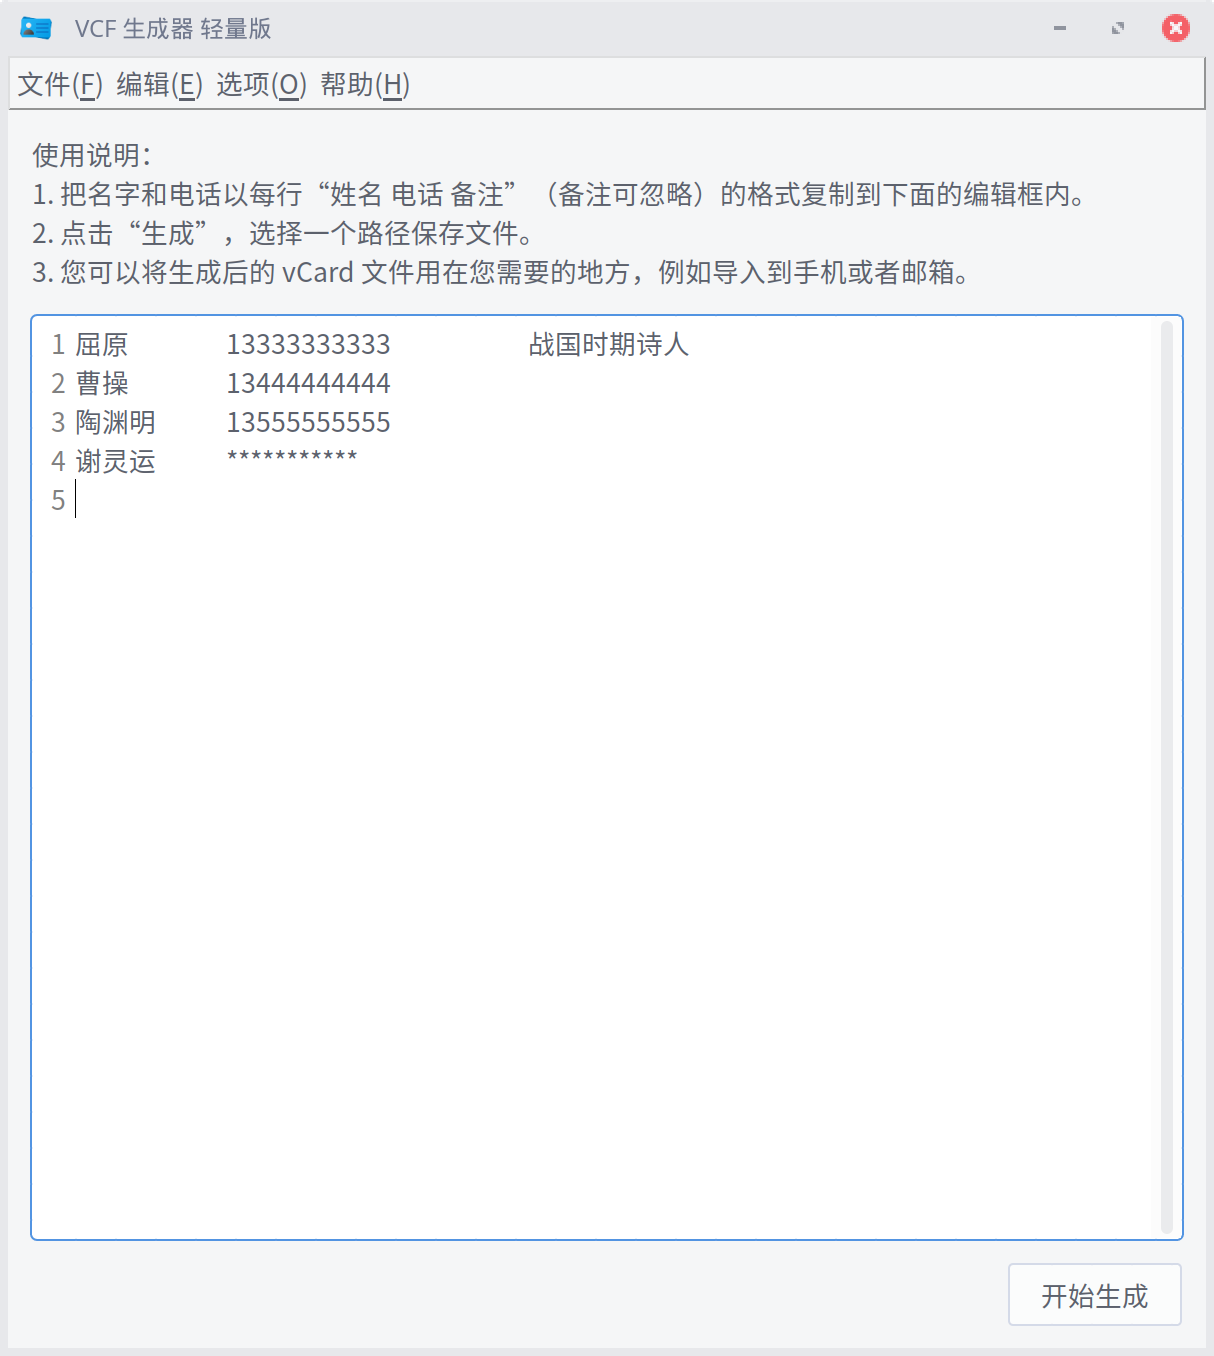 VCF 生成器 轻量版
文件(F) 编辑(E) 选项(O) 帮助(H)
使用说明：
1. 把名字和电话以每行“姓名 电话 备注”（备注可忽略）的格式复制到下面的编辑框内。
2. 点击“生成”，选择一个路径保存文件。
3. 您可以将生成后的 vCard 文件用在您需要的地方，例如导入到手机或者邮箱。
1 屈原 13333333333 战国时期诗人
2 曹操 13444444444
3 陶渊明 13555555555
4 谢灵运 ***********
5
开始生成